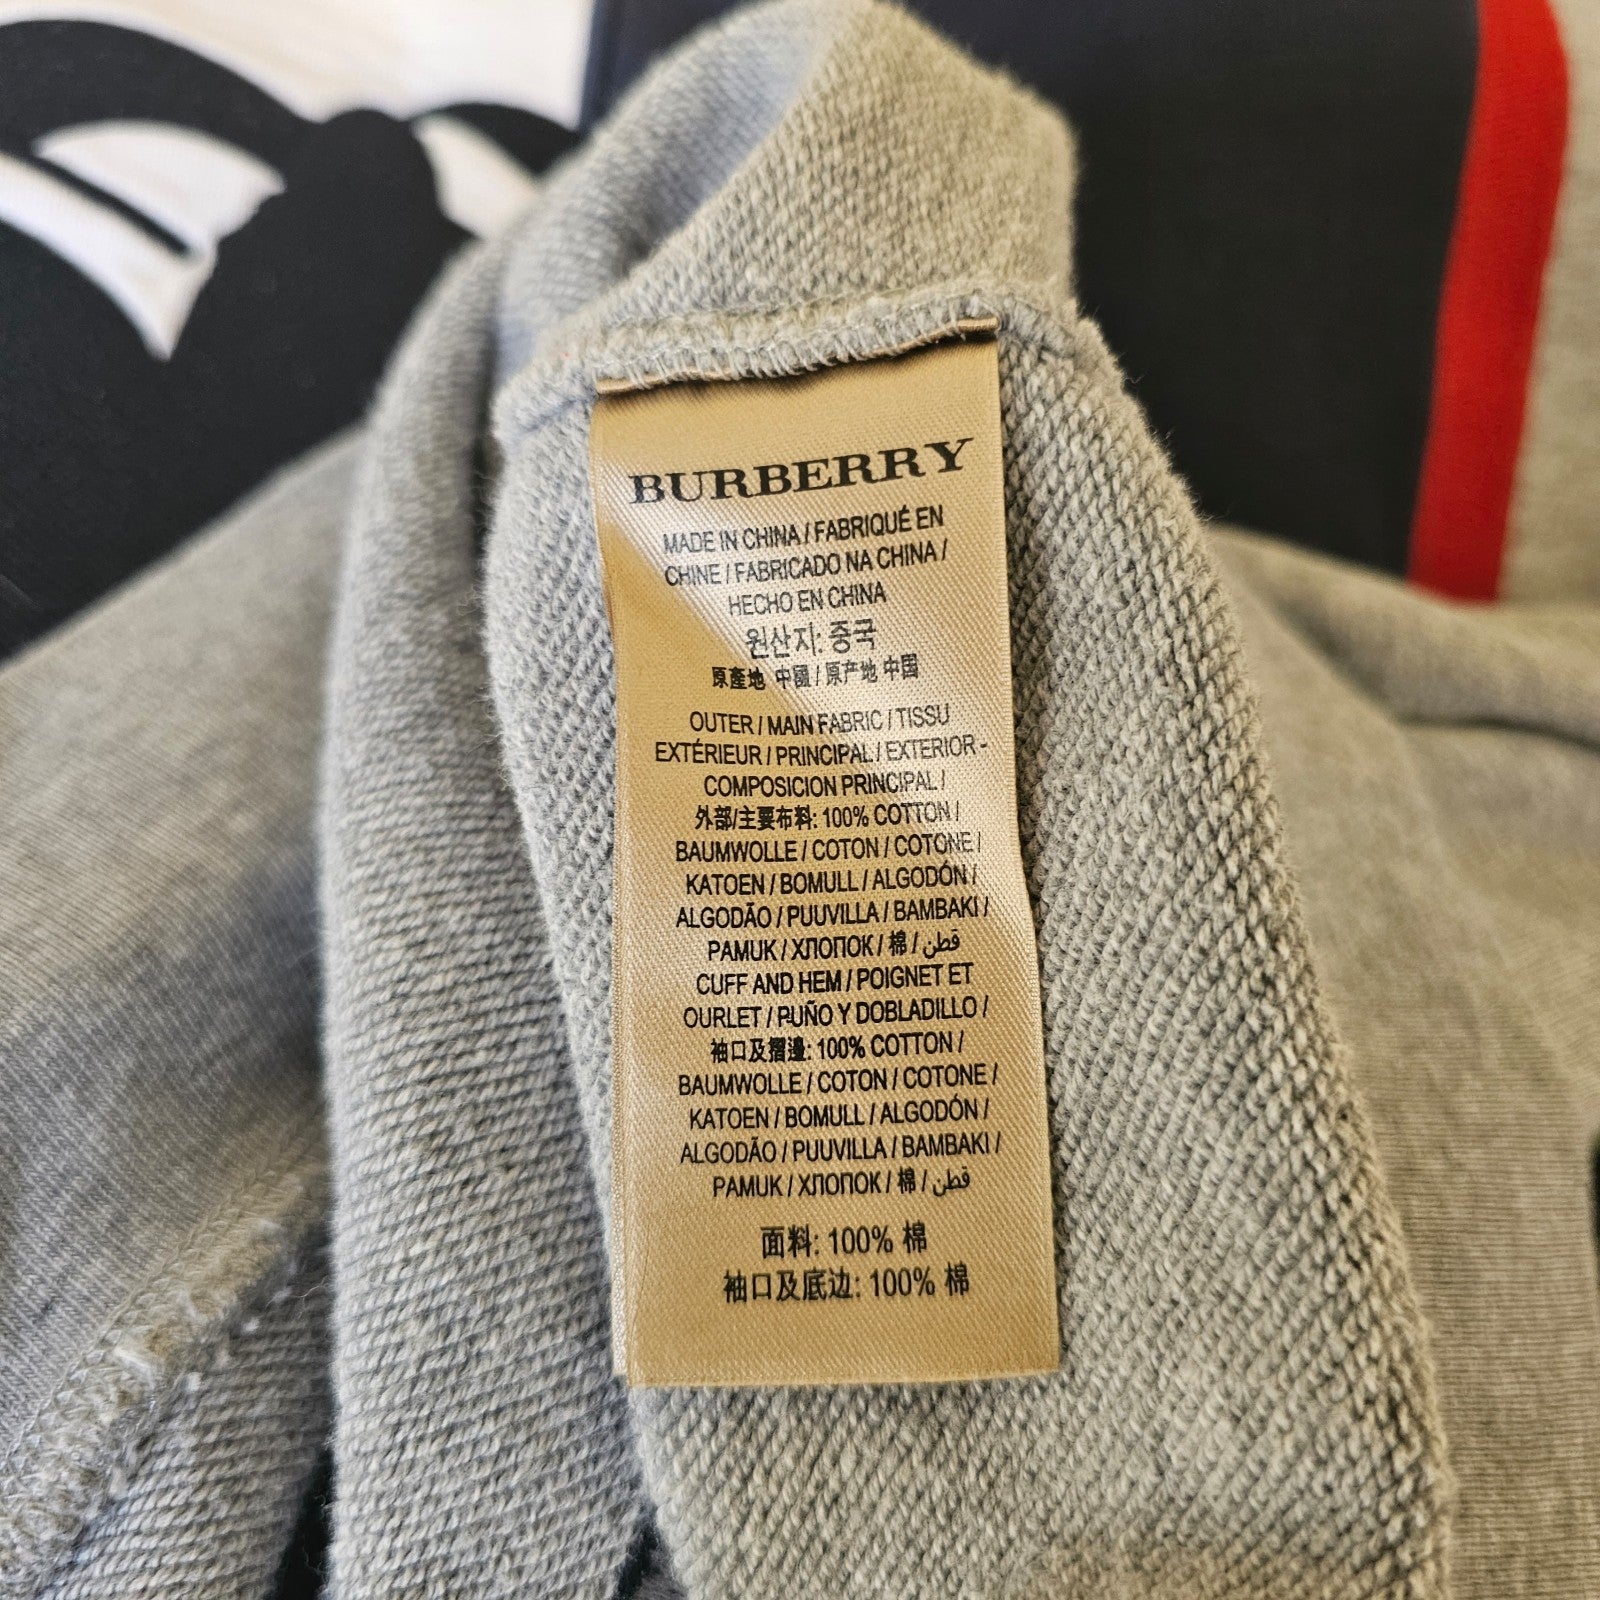 BURBERRY
MADE IN CHINA / FABRIQUÉ EN
CHINE / FABRICADO NA CHINA /
HECHO EN CHINA
원산지: 중국
原產地 中國 / 原产地 中国
OUTER / MAIN FABRIC / TISSU
EXTÉRIEUR / PRINCIPAL / EXTERIOR -
COMPOSICION PRINCIPAL /
外部/主要布料: 100% COTTON /
BAUMWOLLE / COTON / COTONE /
KATOEN / BOMULL / ALGODÓN /
ALGODÃO / PUUVILLA / BAMBAKI /
PAMUK / ХЛОПОК / 棉 / قطن
CUFF AND HEM / POIGNET ET
OURLET / PUÑO Y DOBLADILLO /
袖口及摺邊: 100% COTTON /
BAUMWOLLE / COTON / COTONE /
KATOEN / BOMULL / ALGODÓN /
ALGODÃO / PUUVILLA / BAMBAKI /
PAMUK / ХЛОПОК / 棉 / قطن
面料: 100% 棉
袖口及底边: 100% 棉